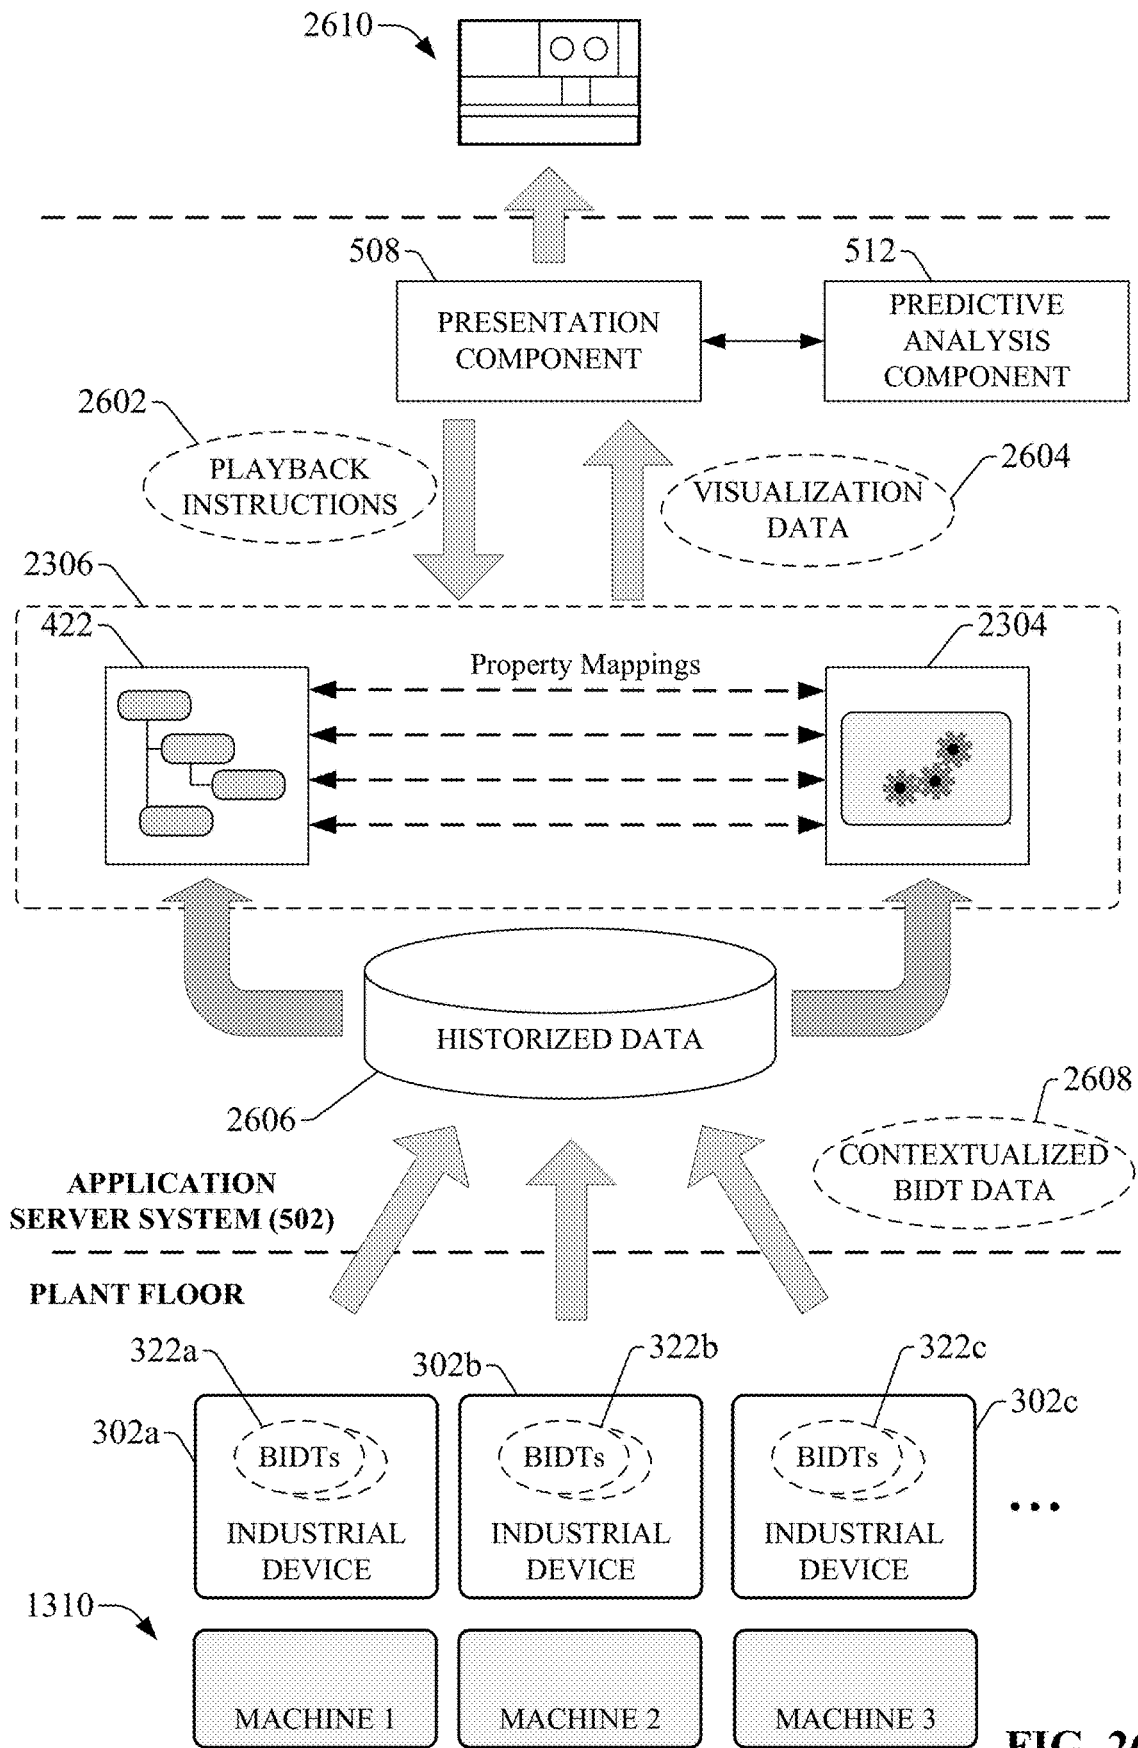 2610
508
512
PRESENTATION
COMPONENT
PREDICTIVE
ANALYSIS
COMPONENT
2602
PLAYBACK
INSTRUCTIONS
2604
VISUALIZATION
DATA
2306
422
2304
Property Mappings
HISTORIZED DATA
2606
2608
CONTEXTUALIZED
BIDT DATA
APPLICATION
SERVER SYSTEM (502)
PLANT FLOOR
322a
302b
322b
322c
302a
302c
BIDTs
BIDTs
BIDTs
...
INDUSTRIAL
DEVICE
INDUSTRIAL
DEVICE
INDUSTRIAL
DEVICE
1310
MACHINE 1
MACHINE 2
MACHINE 3
FIG. 26